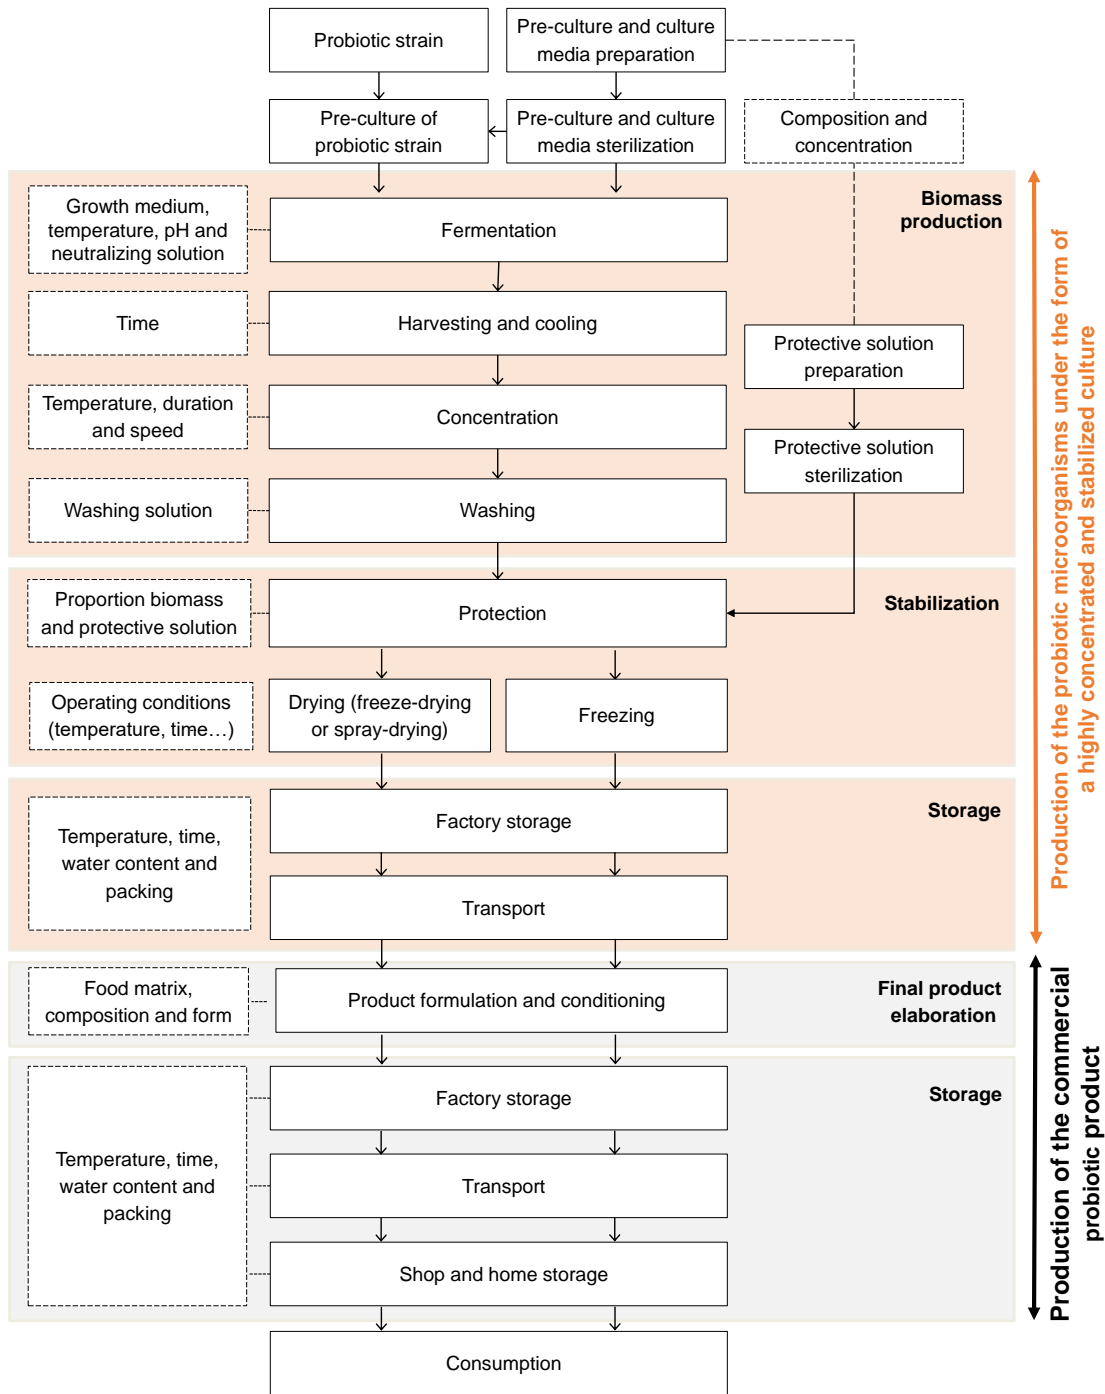 Probiotic strain
Pre-culture and culture
media preparation
Pre-culture of
probiotic strain
Pre-culture and culture
media sterilization
Composition and
concentration
Biomass
production
Growth medium,
temperature, pH and
neutralizing solution
Fermentation
Time
Harvesting and cooling
Protective solution
preparation
Temperature, duration
and speed
Concentration
Protective solution
sterilization
Washing solution
Washing
Stabilization
Proportion biomass
and protective solution
Protection
Operating conditions
(temperature, time…)
Drying (freeze-drying
or spray-drying)
Freezing
Storage
Temperature, time,
water content and
packing
Factory storage
Transport
Production of the probiotic microorganisms under the form of
a highly concentrated and stabilized culture
Final product
elaboration
Food matrix,
composition and form
Product formulation and conditioning
Storage
Temperature, time,
water content and
packing
Factory storage
Transport
Shop and home storage
Production of the commercial
probiotic product
Consumption